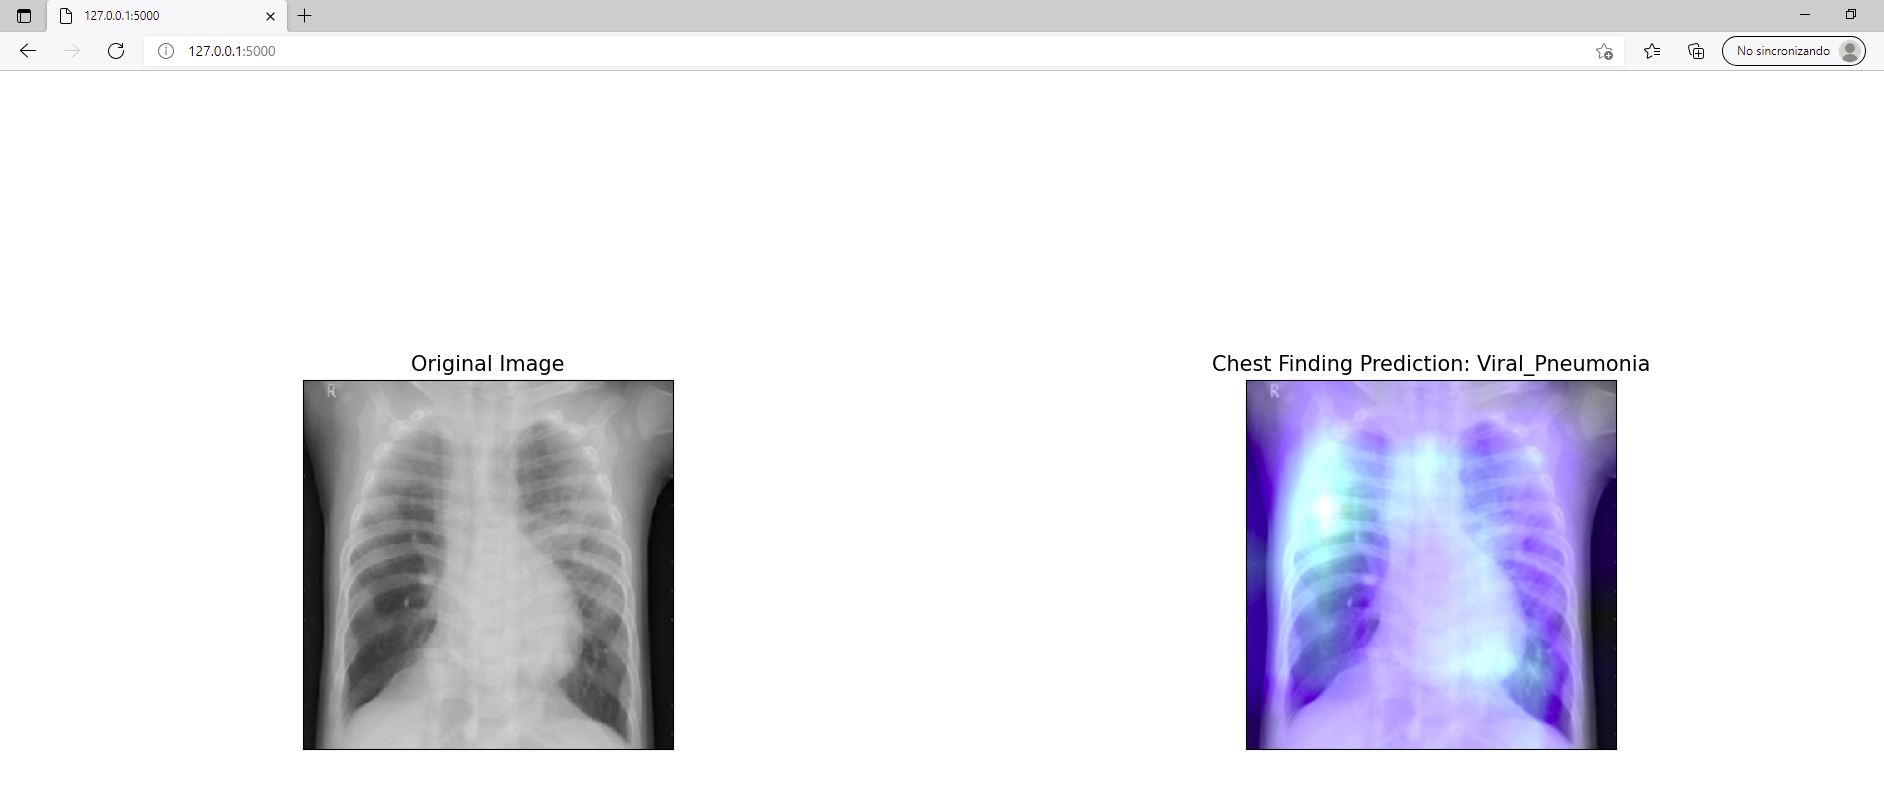 127.0.0.1:5000
127.0.0.1:5000
No sincronizando
Original Image
Chest Finding Prediction: Viral_Pneumonia
R
R